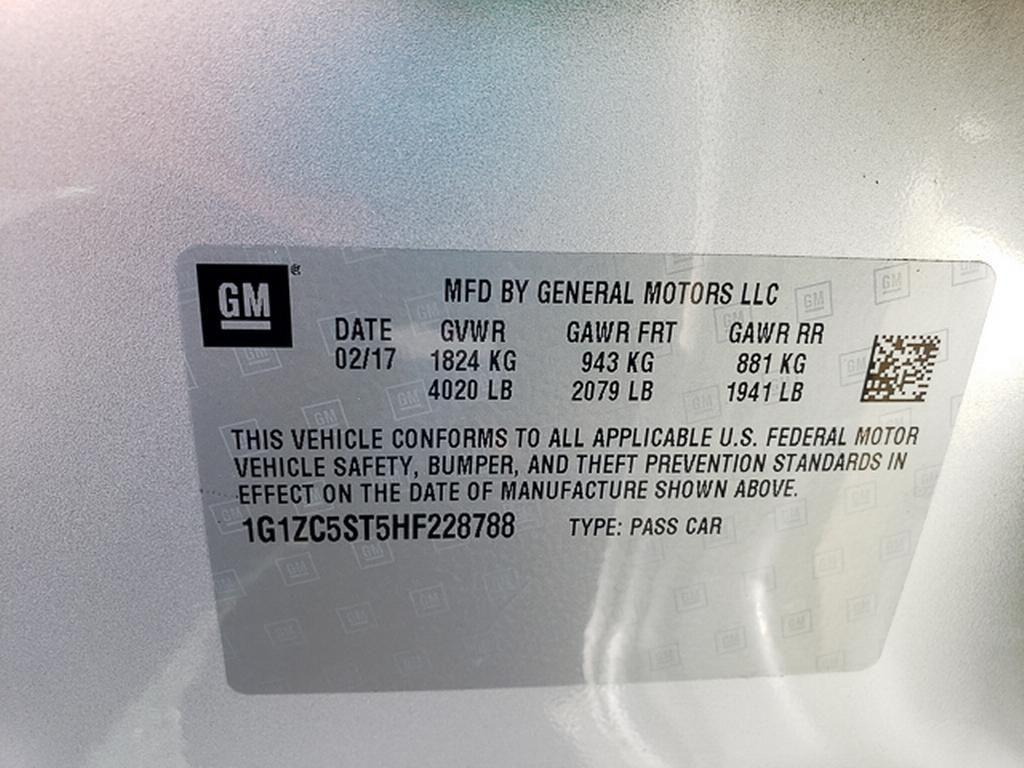 GM
MFD BY GENERAL MOTORS LLC
DATE GVWR GAWR FRT GAWR RR
02/17 1824 KG 943 KG 881 KG
4020 LB 2079 LB 1941 LB
THIS VEHICLE CONFORMS TO ALL APPLICABLE U.S. FEDERAL MOTOR
VEHICLE SAFETY, BUMPER, AND THEFT PREVENTION STANDARDS IN
EFFECT ON THE DATE OF MANUFACTURE SHOWN ABOVE.
1G1ZC5ST5HF228788 TYPE: PASS CAR